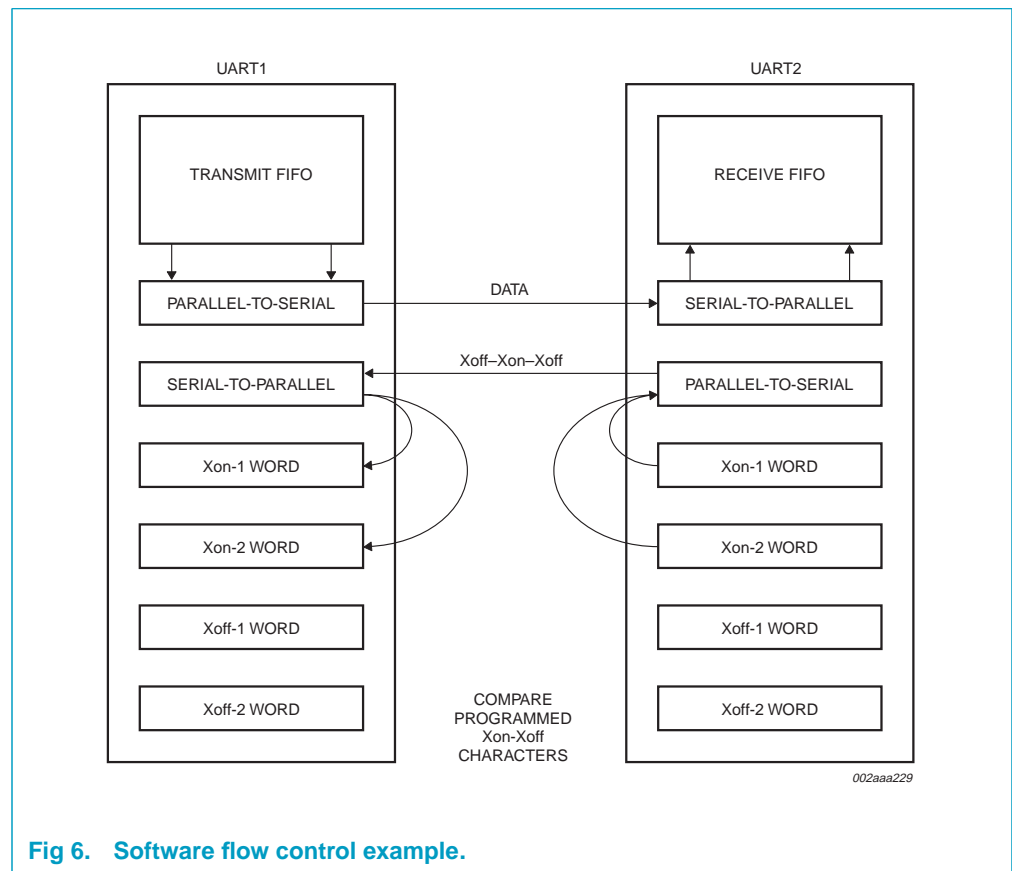 UART1
UART2
TRANSMIT FIFO
RECEIVE FIFO
PARALLEL-TO-SERIAL
DATA
SERIAL-TO-PARALLEL
Xoff–Xon–Xoff
SERIAL-TO-PARALLEL
PARALLEL-TO-SERIAL
Xon-1 WORD
Xon-1 WORD
Xon-2 WORD
Xon-2 WORD
Xoff-1 WORD
Xoff-1 WORD
Xoff-2 WORD
Xoff-2 WORD
COMPARE
PROGRAMMED
Xon-Xoff
CHARACTERS
002aaa229
Fig 6. Software flow control example.